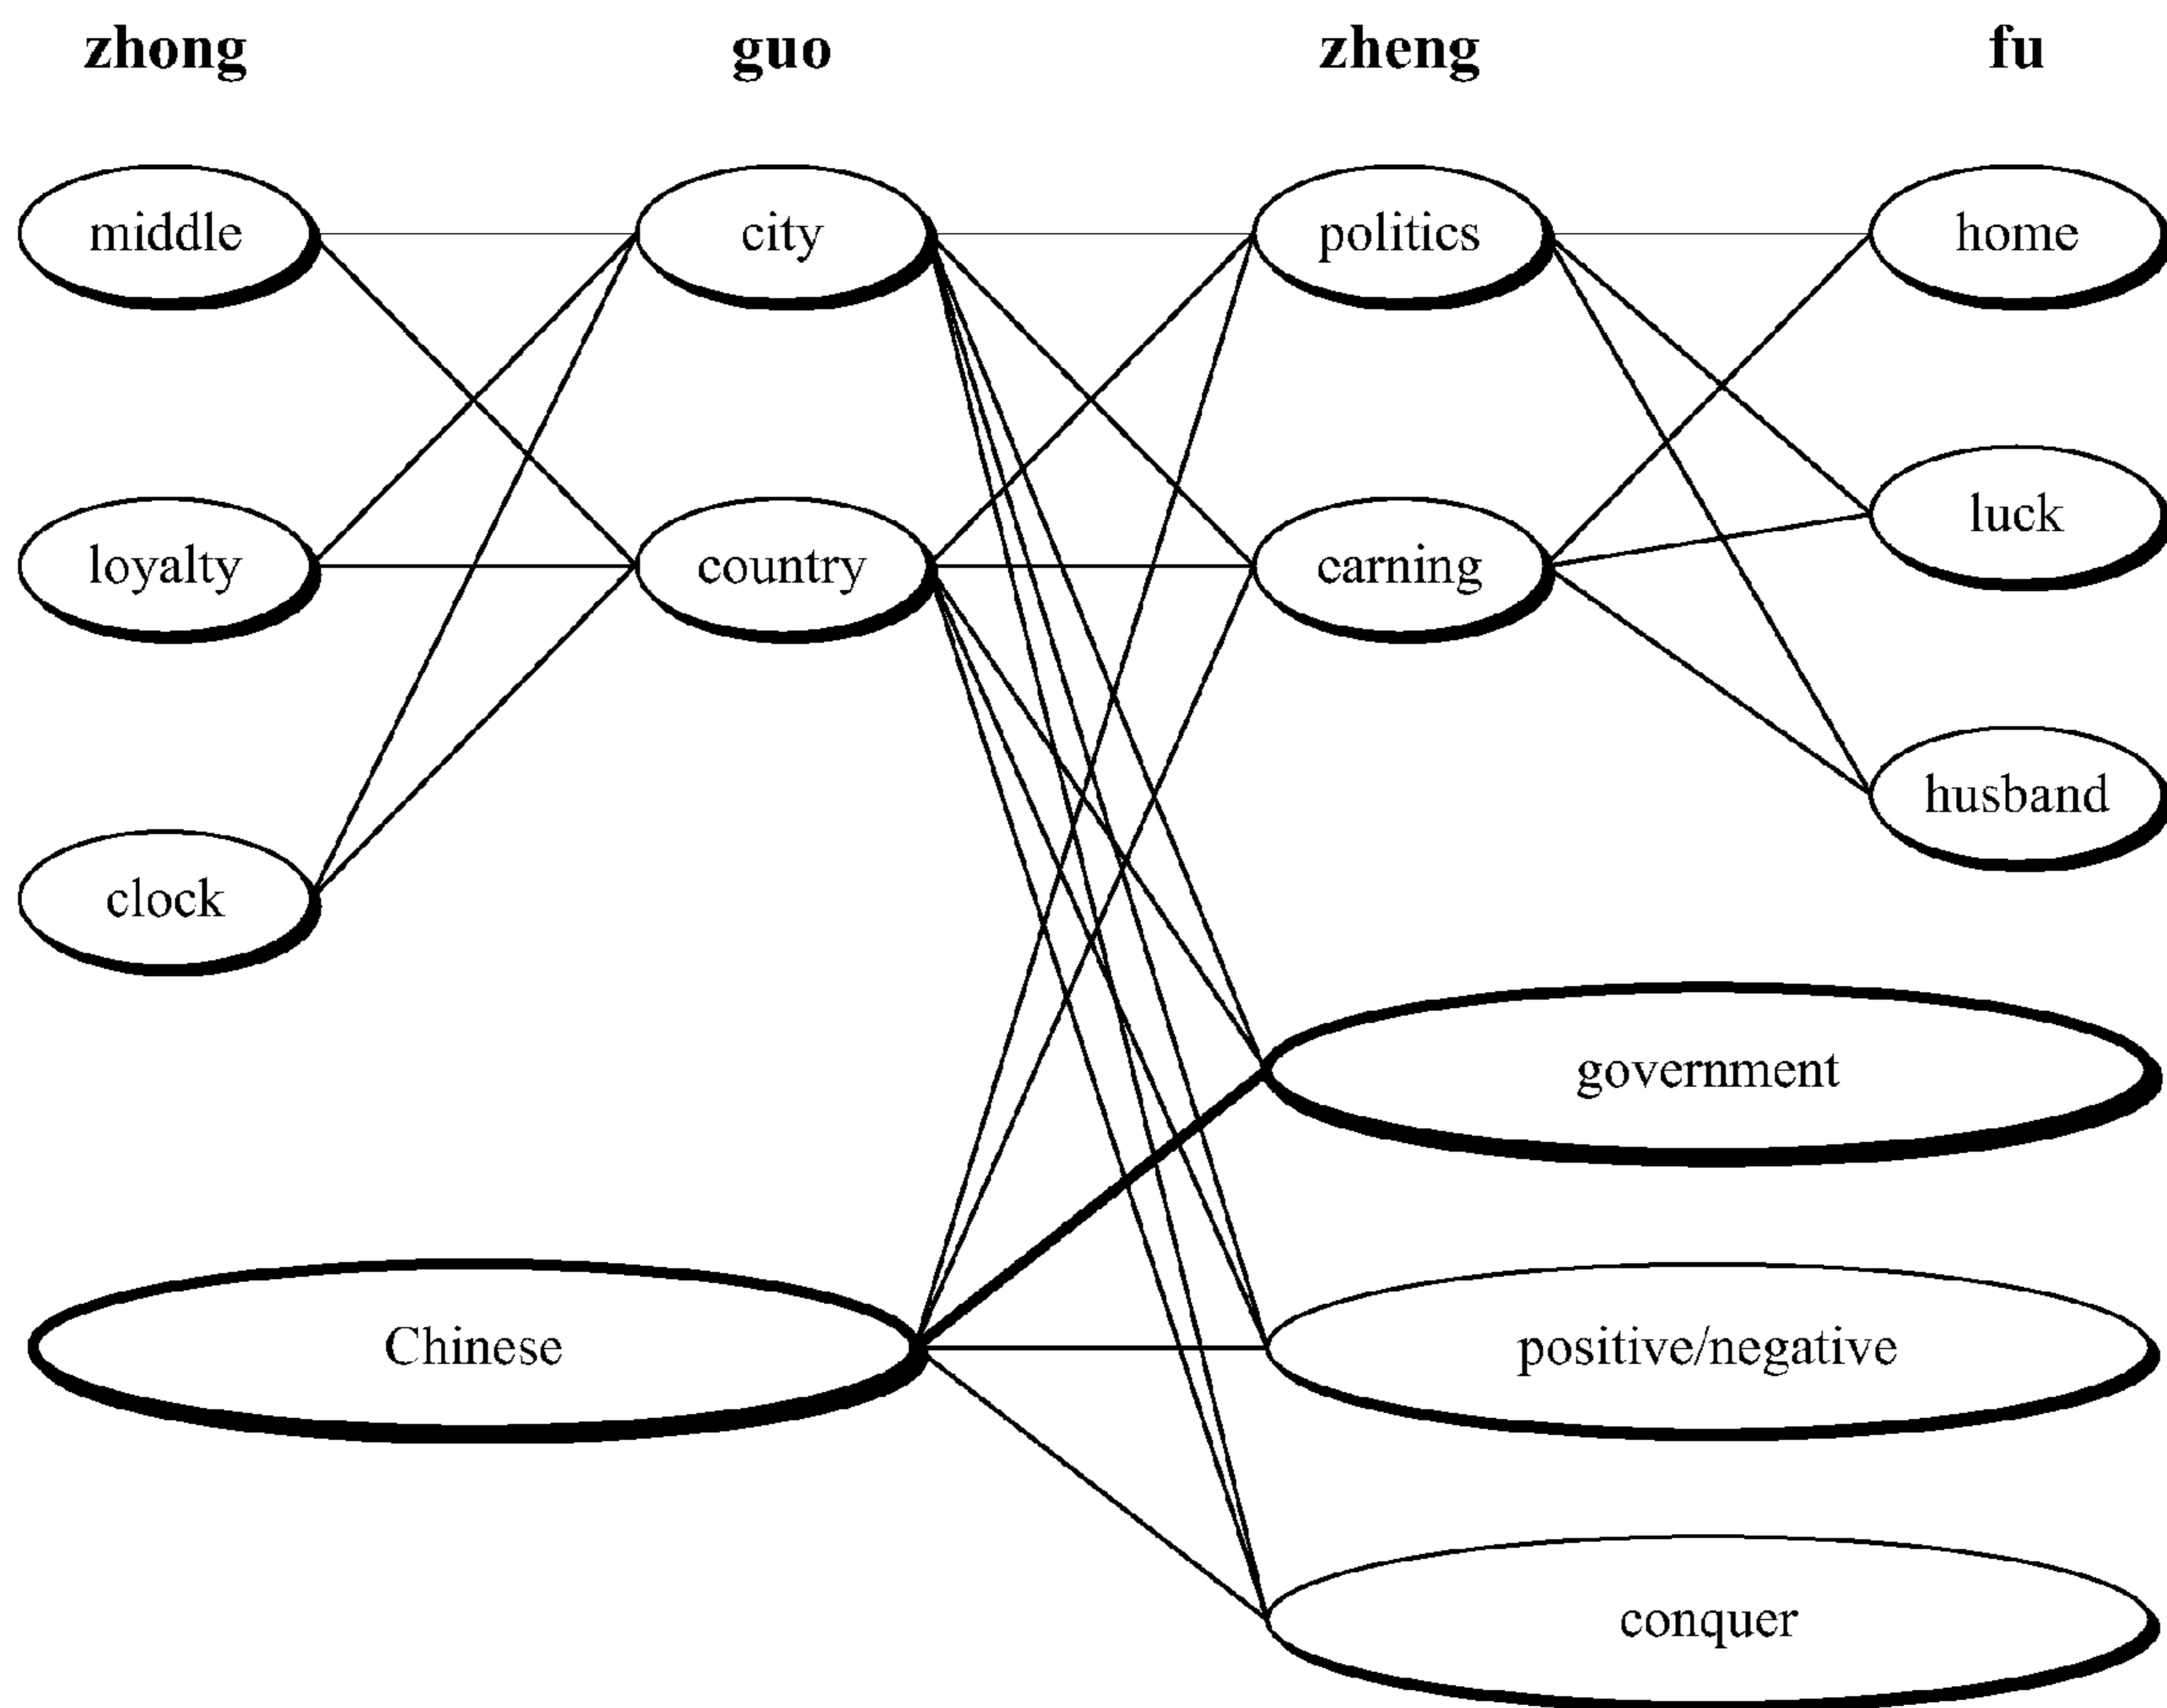 zhong guo zheng fu
middle city politics home
luck
loyalty country carning
husband
clock
government
Chinese positive/negative
conquer